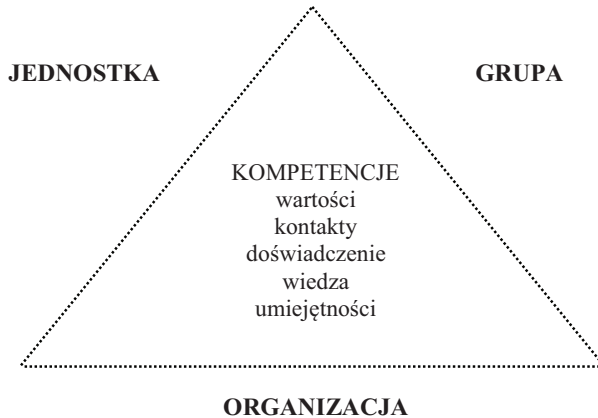 JEDNOSTKA
GRUPA
KOMPETENCJE
wartości
kontakty
doświadczenie
wiedza
umiejętności
ORGANIZACJA